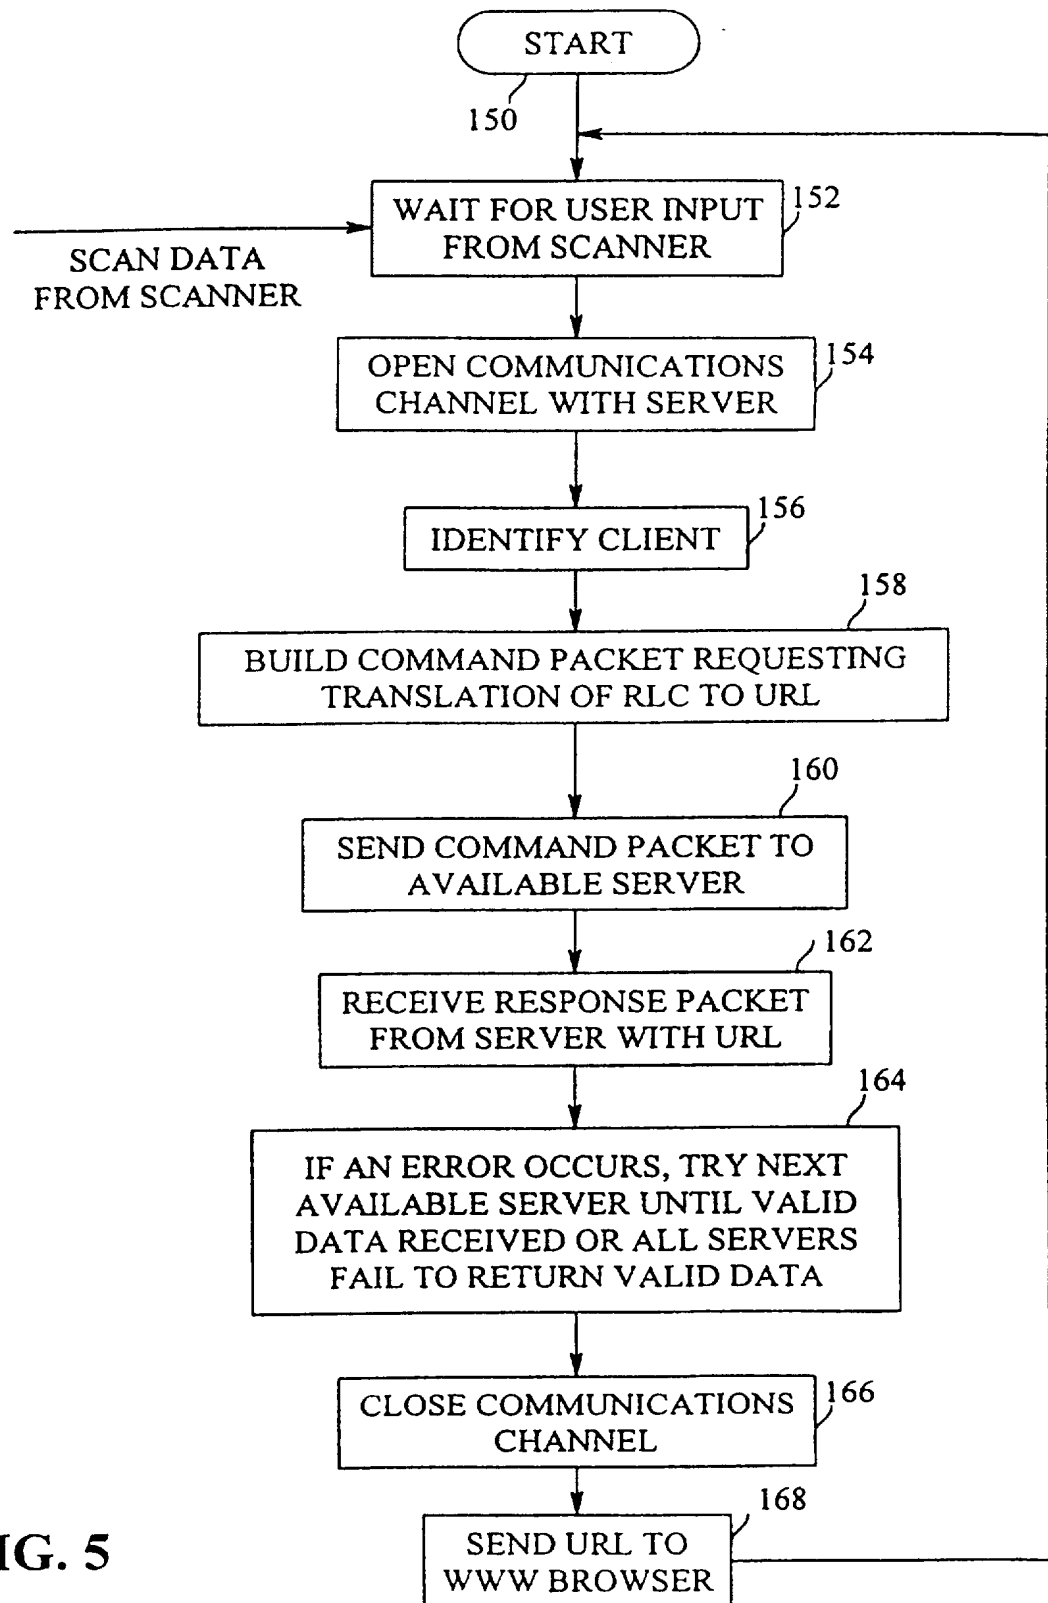 START
150
WAIT FOR USER INPUT
FROM SCANNER
152
SCAN DATA
FROM SCANNER
OPEN COMMUNICATIONS
CHANNEL WITH SERVER
154
IDENTIFY CLIENT
156
158
BUILD COMMAND PACKET REQUESTING
TRANSLATION OF RLC TO URL
160
SEND COMMAND PACKET TO
AVAILABLE SERVER
162
RECEIVE RESPONSE PACKET
FROM SERVER WITH URL
164
IF AN ERROR OCCURS, TRY NEXT
AVAILABLE SERVER UNTIL VALID
DATA RECEIVED OR ALL SERVERS
FAIL TO RETURN VALID DATA
CLOSE COMMUNICATIONS
CHANNEL
166
168
SEND URL TO
WWW BROWSER
IG. 5